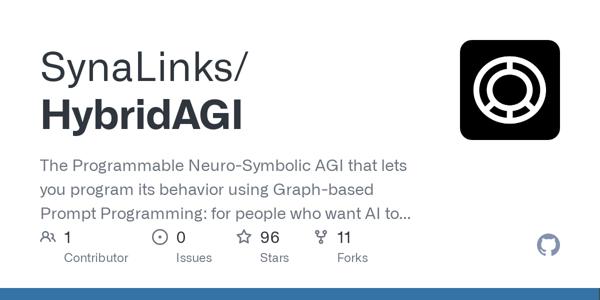 SynaLinks/
HybridAGI
The Programmable Neuro-Symbolic AGI that lets
you program its behavior using Graph-based
Prompt Programming: for people who want AI to...
1 0 96 11
Contributor Issues Stars Forks